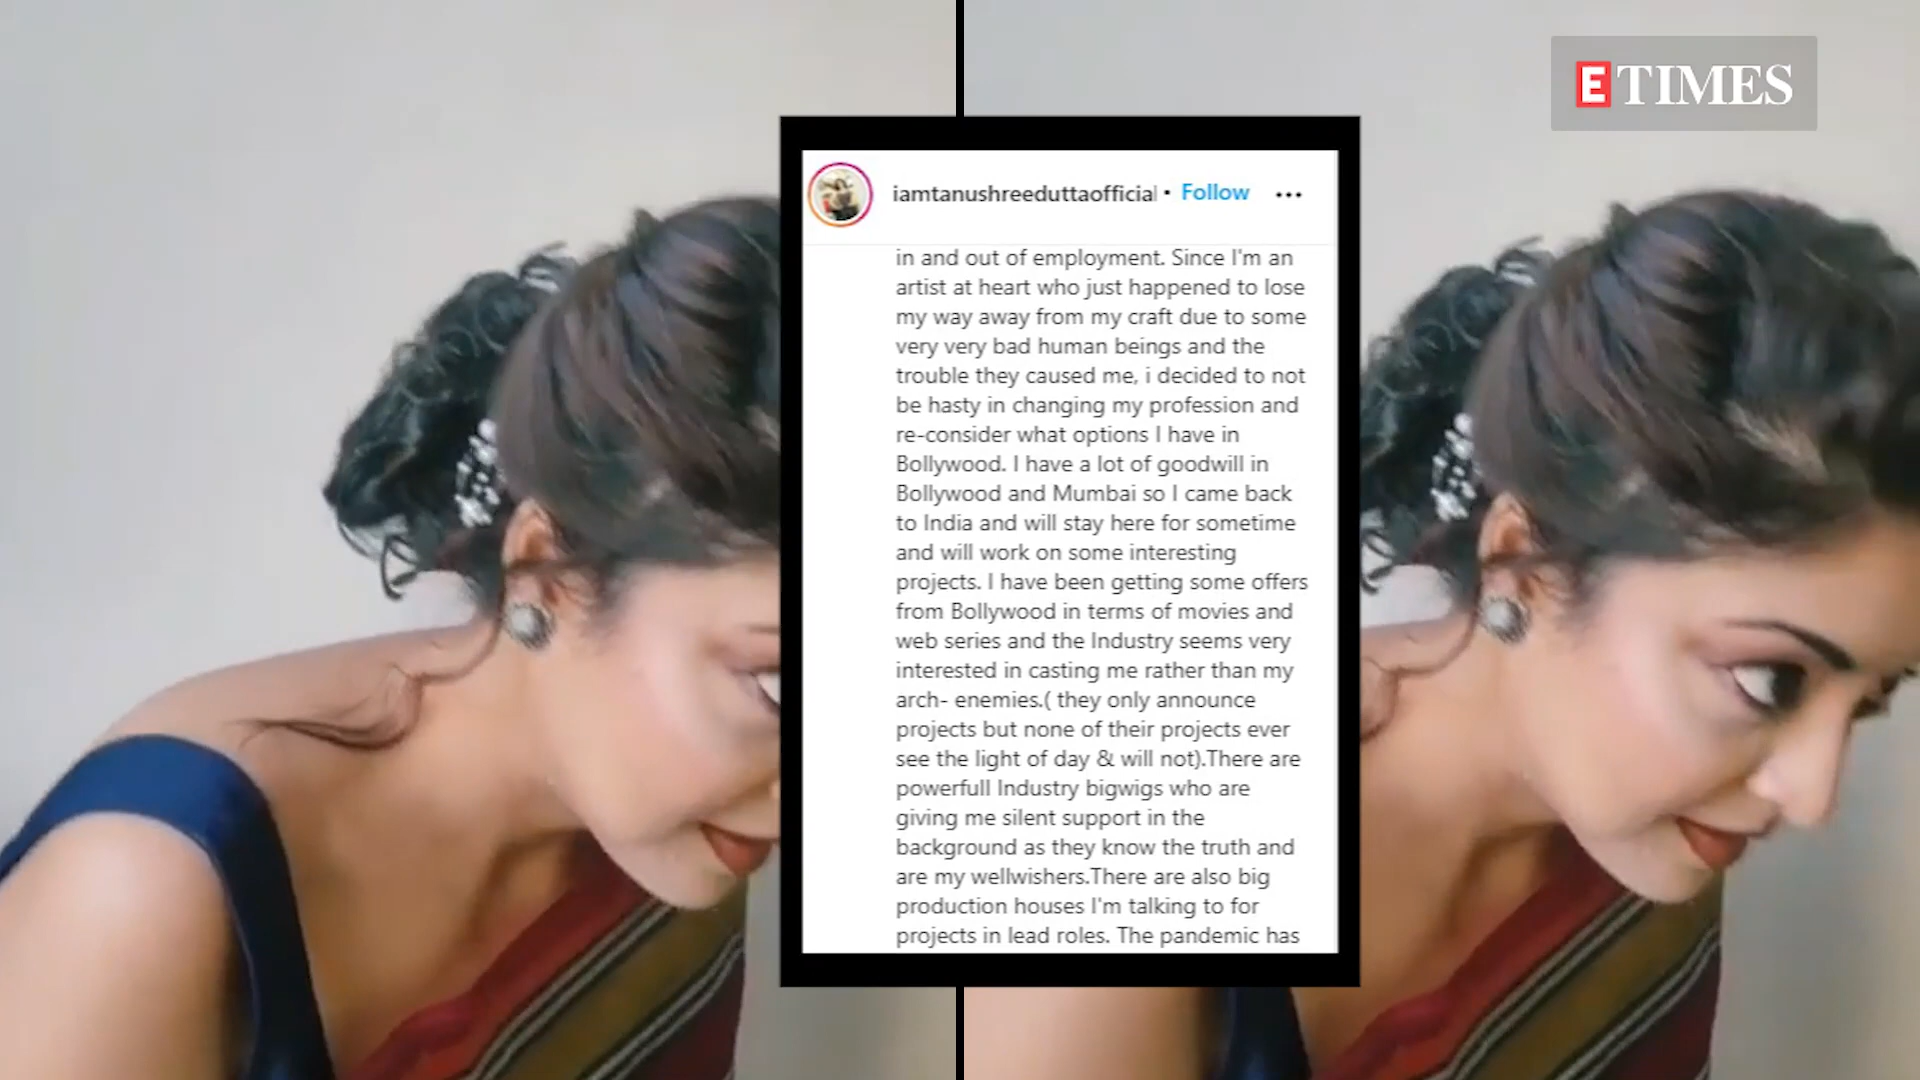 ETIMES
iamtanushreeduttaofficial • Follow •••
in and out of employment. Since I'm an
artist at heart who just happened to lose
my way away from my craft due to some
very very bad human beings and the
trouble they caused me, i decided to not
be hasty in changing my profession and
re-consider what options I have in
Bollywood. I have a lot of goodwill in
Bollywood and Mumbai so I came back
to India and will stay here for sometime
and will work on some interesting
projects. I have been getting some offers
from Bollywood in terms of movies and
web series and the Industry seems very
interested in casting me rather than my
arch- enemies.( they only announce
projects but none of their projects ever
see the light of day & will not).There are
powerfull Industry bigwigs who are
giving me silent support in the
background as they know the truth and
are my wellwishers.There are also big
production houses I'm talking to for
projects in lead roles. The pandemic has